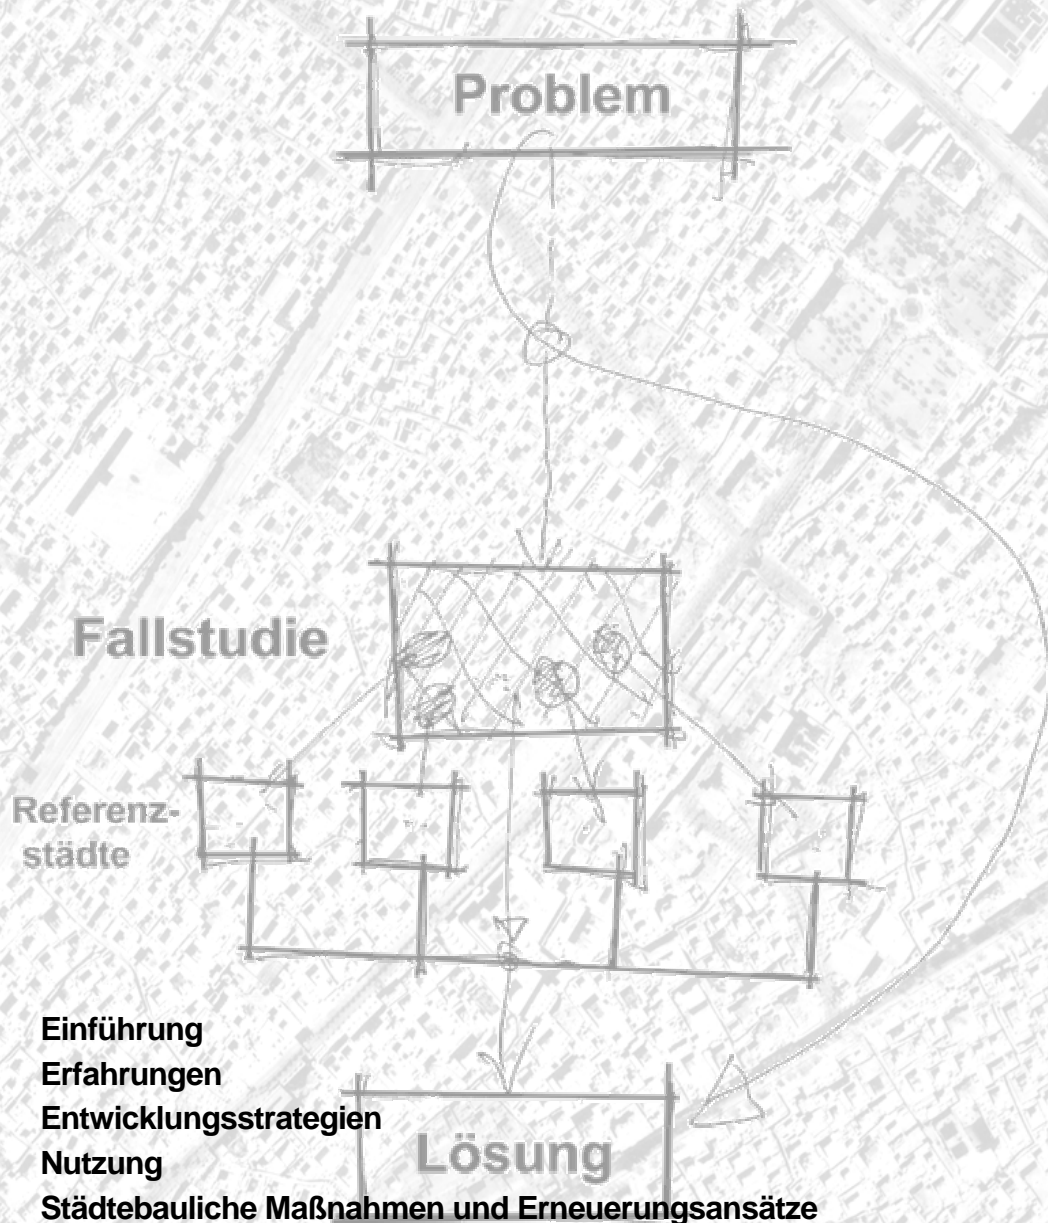 Problem
Fallstudie
Referenz-
städte
Einführung
Erfahrungen
Entwicklungsstrategien
Lösung
Nutzung
Städtebauliche Maßnahmen und Erneuerungsansätze